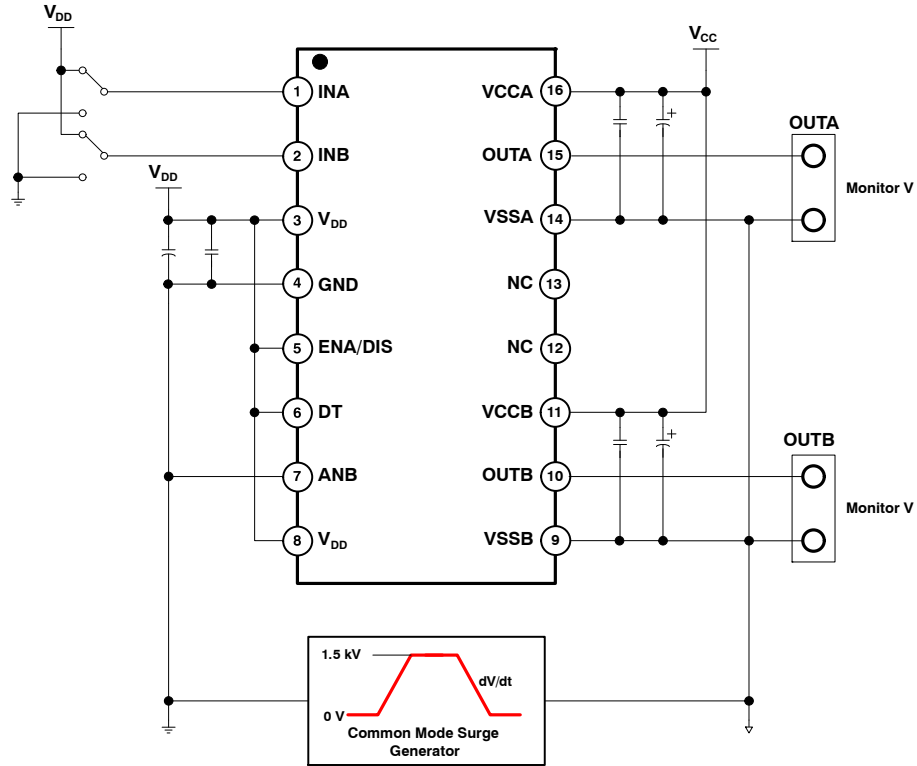 VDD
VCC
1 INA VCCA 16
OUTA
2 INB OUTA 15
VDD
Monitor V
3 VDD VSSA 14
4 GND NC 13
5 ENA/DIS NC 12
6 DT VCCB 11
OUTB
7 ANB OUTB 10
Monitor V
8 VDD VSSB 9
1.5 kV
dV/dt
0 V
Common Mode Surge
Generator
+
+